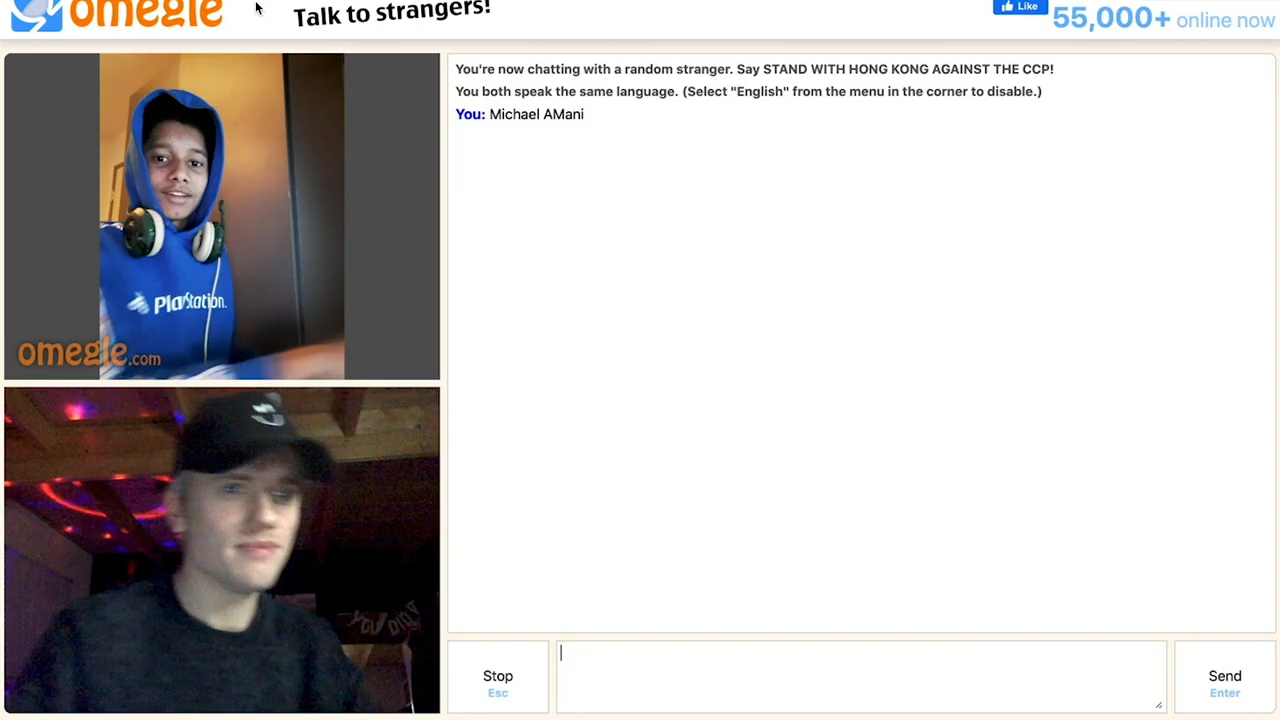 omegle
Talk to strangers!
Like
55,000+ online now
You're now chatting with a random stranger. Say STAND WITH HONG KONG AGAINST THE CCP!
You both speak the same language. (Select "English" from the menu in the corner to disable.)
You: Michael AMani
PlayStation.
omegle.com
YOU DID
Stop
Esc
Send
Enter